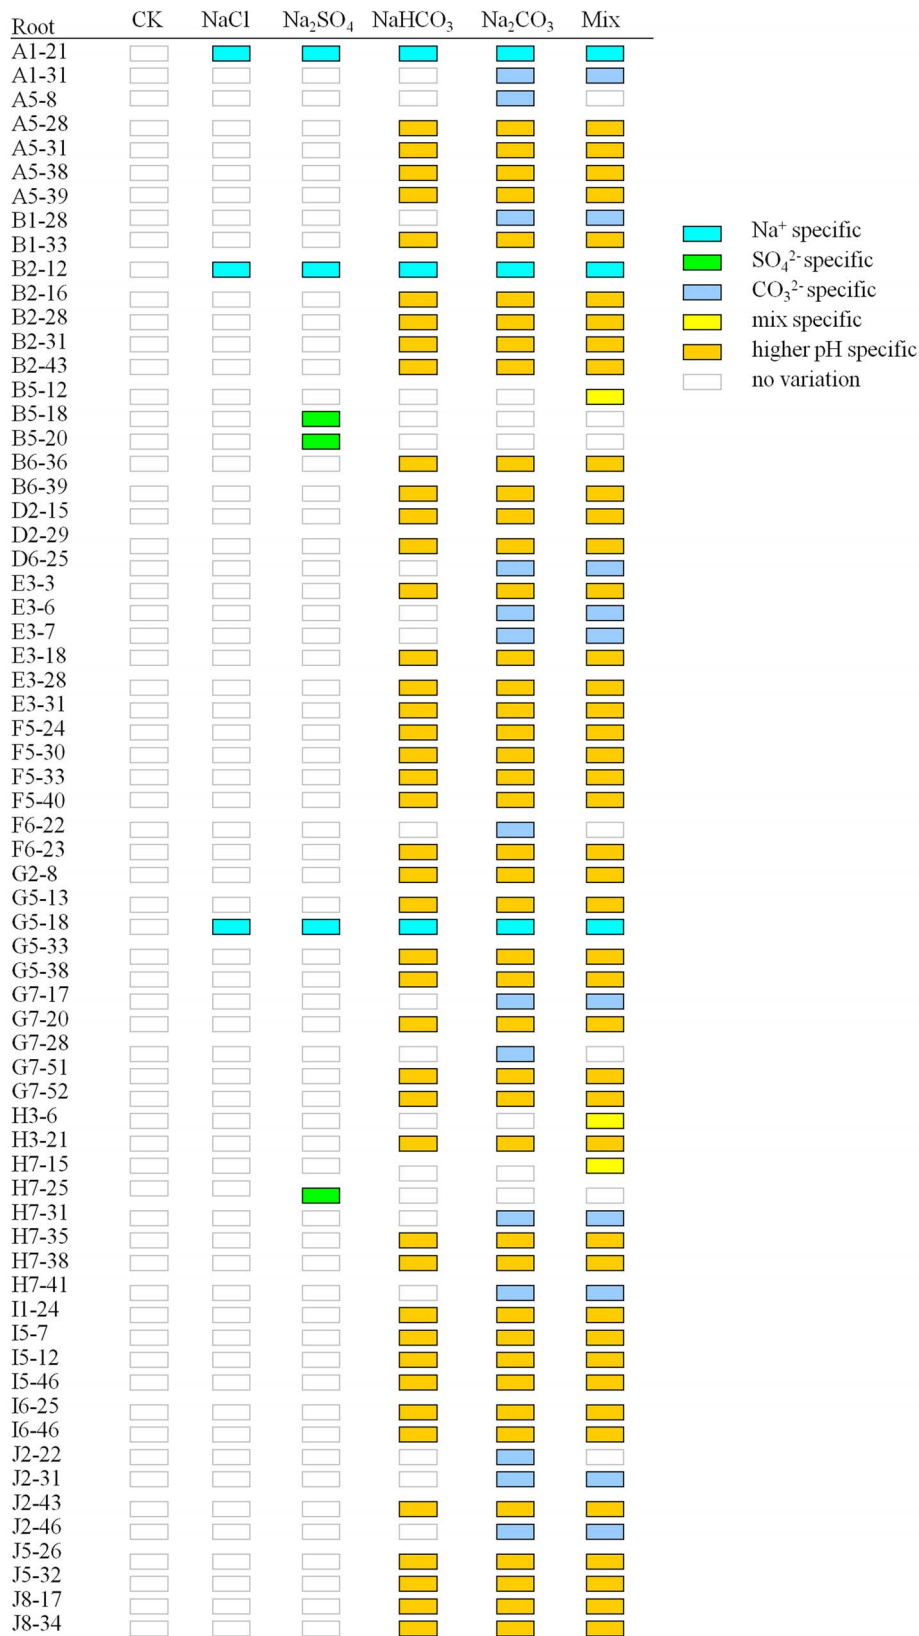 Root CK NaCl Na₂SO₄ NaHCO₃ Na₂CO₃ Mix
A1-21
A1-31
A5-8
A5-28
A5-31
A5-38
A5-39
B1-28
B1-33
B2-12
B2-16
B2-28
B2-31
B2-43
B5-12
B5-18
B5-20
B6-36
B6-39
D2-15
D2-29
D6-25
E3-3
E3-6
E3-7
E3-18
E3-28
E3-31
F5-24
F5-30
F5-33
F5-40
F6-22
F6-23
G2-8
G5-13
G5-18
G5-33
G5-38
G7-17
G7-20
G7-28
G7-51
G7-52
H3-6
H3-21
H7-15
H7-25
H7-31
H7-35
H7-38
H7-41
I1-24
I5-7
I5-12
I5-46
I6-25
I6-46
J2-22
J2-31
J2-43
J2-46
J5-26
J5-32
J8-17
J8-34
Na⁺ specific
SO₄²⁻ specific
CO₃²⁻ specific
mix specific
higher pH specific
no variation